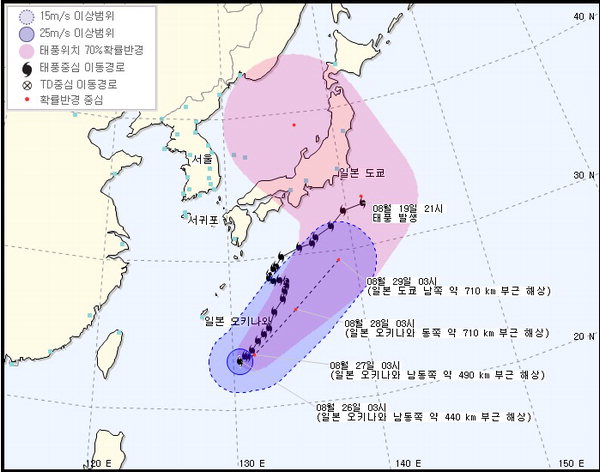 15m/s 이상범위
25m/s 이상범위
태풍위치 70%확률반경
태풍중심 이동경로
TD중심 이동경로
확률반경 중심
40 N
서울
일본 도쿄
30 N
서귀포
08월 19일 21시
태풍 발생
08월 29일 03시
(일본 도쿄 남쪽 약 710 km 부근 해상)
일본 오키나와
08월 28일 03시
(일본 오키나와 동쪽 약 710 km 부근 해상)
20 N
08월 27일 03시
(일본 오키나와 남동쪽 약 490 km 부근 해상)
08월 26일 03시
(일본 오키나와 남동쪽 약 440 km 부근 해상)
120 E
130 E
140 E
150 E